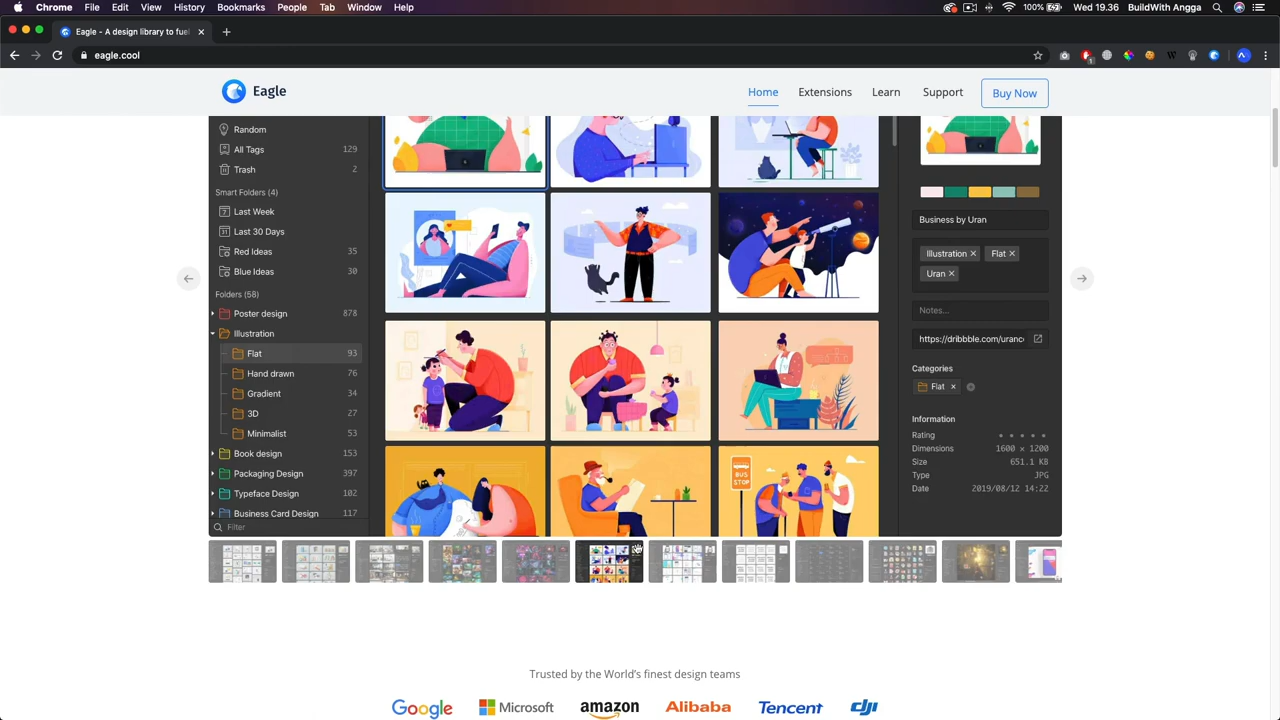 Chrome File Edit View History Bookmarks People Tab Window Help 100% Wed 19.36 BuildWith Angga
Eagle - A design library to fuel
eagle.cool
Eagle
Home Extensions Learn Support Buy Now
Random
All Tags 129
Trash 2
Smart Folders (4)
Last Week
Last 30 Days
Red Ideas 35
Blue Ideas 30
Folders (58)
Poster design 878
Illustration
Flat 93
Hand drawn 76
Gradient 34
3D 27
Minimalist 53
Book design 153
Packaging Design 397
Typeface Design 102
Business Card Design 117
Filter
BUS
STOP
Business by Uran
Illustration Flat
Uran
Notes...
https://dribbble.com/uranc
Categories
Flat
Information
Rating
Dimensions 1600 × 1200
Size 651.1 KB
Type JPG
Date 2019/08/12 14:22
Trusted by the World's finest design teams
Google Microsoft amazon Alibaba Tencent dji